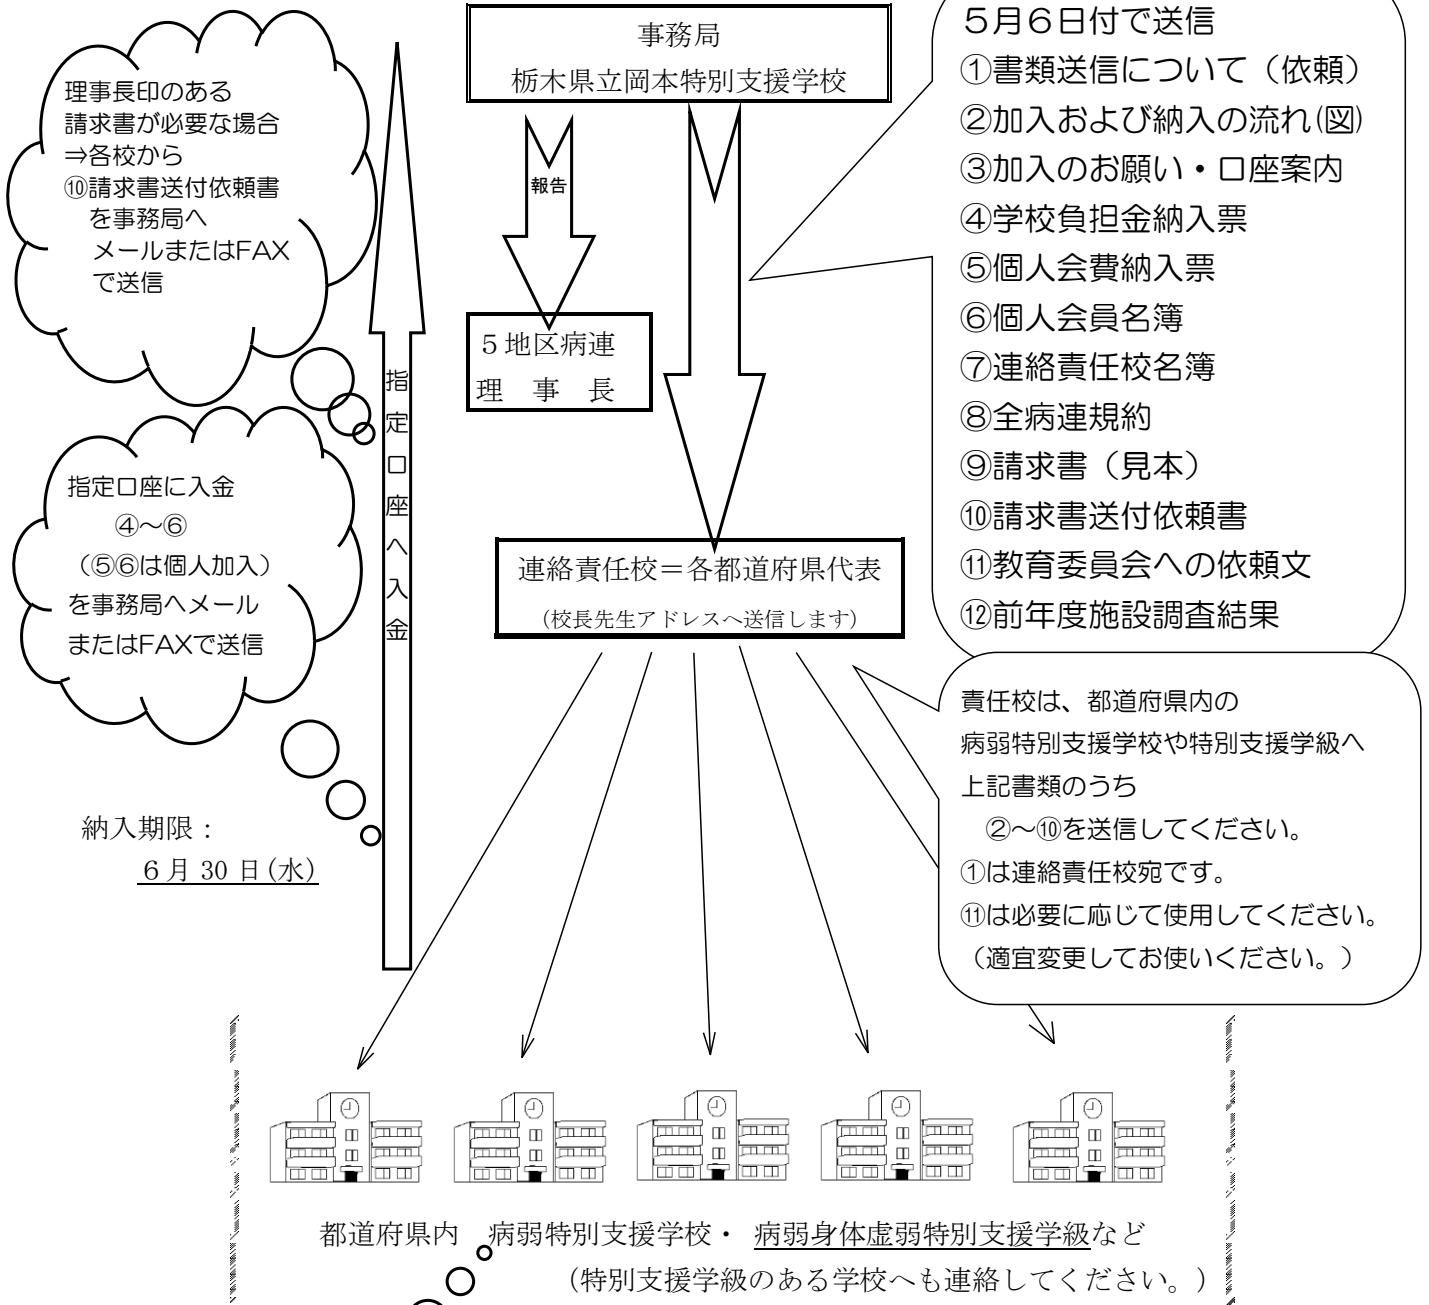 事務局
栃木県立岡本特別支援学校
5月6日付で送信
①書類送信について（依頼）
②加入および納入の流れ(図)
③加入のお願い・口座案内
④学校負担金納入票
⑤個人会費納入票
⑥個人会員名簿
⑦連絡責任校名簿
⑧全病連規約
⑨請求書（見本）
⑩請求書送付依頼書
⑪教育委員会への依頼文
⑫前年度施設調査結果
理事長印のある
請求書が必要な場合
⇒各校から
⑩請求書送付依頼書
を事務局へ
メールまたはFAX
で送信
報告
５地区病連
理　事　長
指定口座へ入金
指定口座に入金
④～⑥
（⑤⑥は個人加入）
を事務局へメール
またはFAXで送信
連絡責任校＝各都道府県代表
（校長先生アドレスへ送信します）
責任校は、都道府県内の
病弱特別支援学校や特別支援学級へ
上記書類のうち
②～⑩を送信してください。
①は連絡責任校宛です。
⑪は必要に応じて使用してください。
（適宜変更してお使いください。）
納入期限：
６月 30 日(水)
都道府県内　病弱特別支援学校・ 病弱身体虚弱特別支援学級など
（特別支援学級のある学校へも連絡してください。）